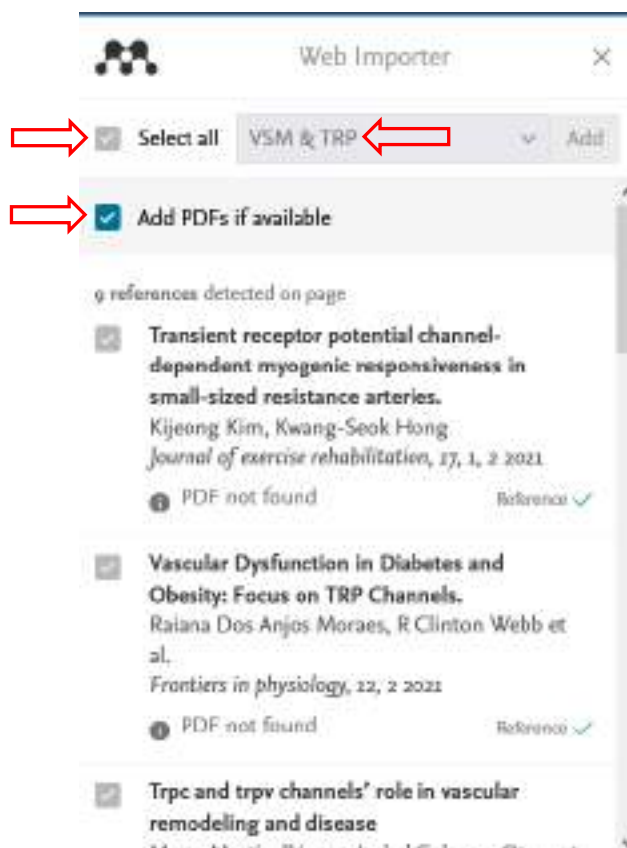 Web Importer
Select all VSM & TRP Add
Add PDFs if available
9 references detected on page
Transient receptor potential channel-
dependent myogenic responsiveness in
small-sized resistance arteries.
Kijeong Kim, Kwang-Seok Hong
Journal of exercise rehabilitation, 17, 1, 2 2021
PDF not found Reference
Vascular Dysfunction in Diabetes and
Obesity: Focus on TRP Channels.
Raiana Dos Anjos Moraes, R Clinton Webb et
al.
Frontiers in physiology, 12, 2 2021
PDF not found Reference
Trpc and trpv channels' role in vascular
remodeling and disease